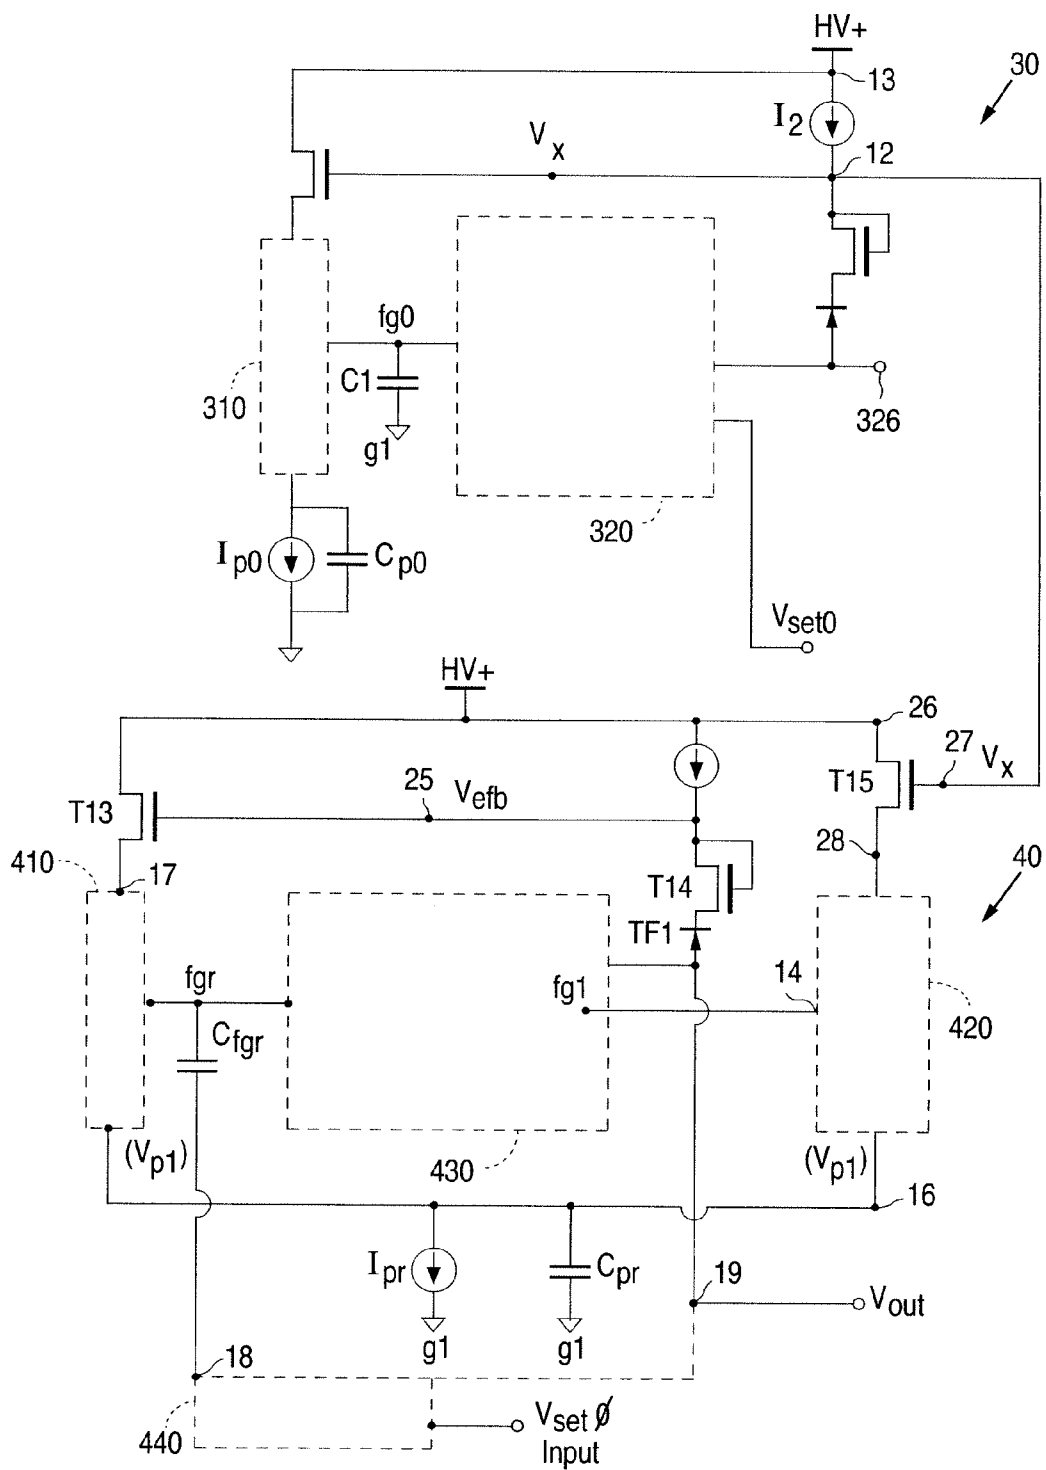 HV+
13
30
I2
Vx
12
fg0
C1
310
g1
326
320
Ip0
Cp0
Vset0
HV+
26
27
Vx
25
Vefb
T15
T13
28
410
17
T14
40
TF1
fgr
fg1
14
420
Cfgr
(Vp1)
430
(Vp1)
16
Ipr
Cpr
19
Vout
g1
g1
18
VsetØ
440
Input